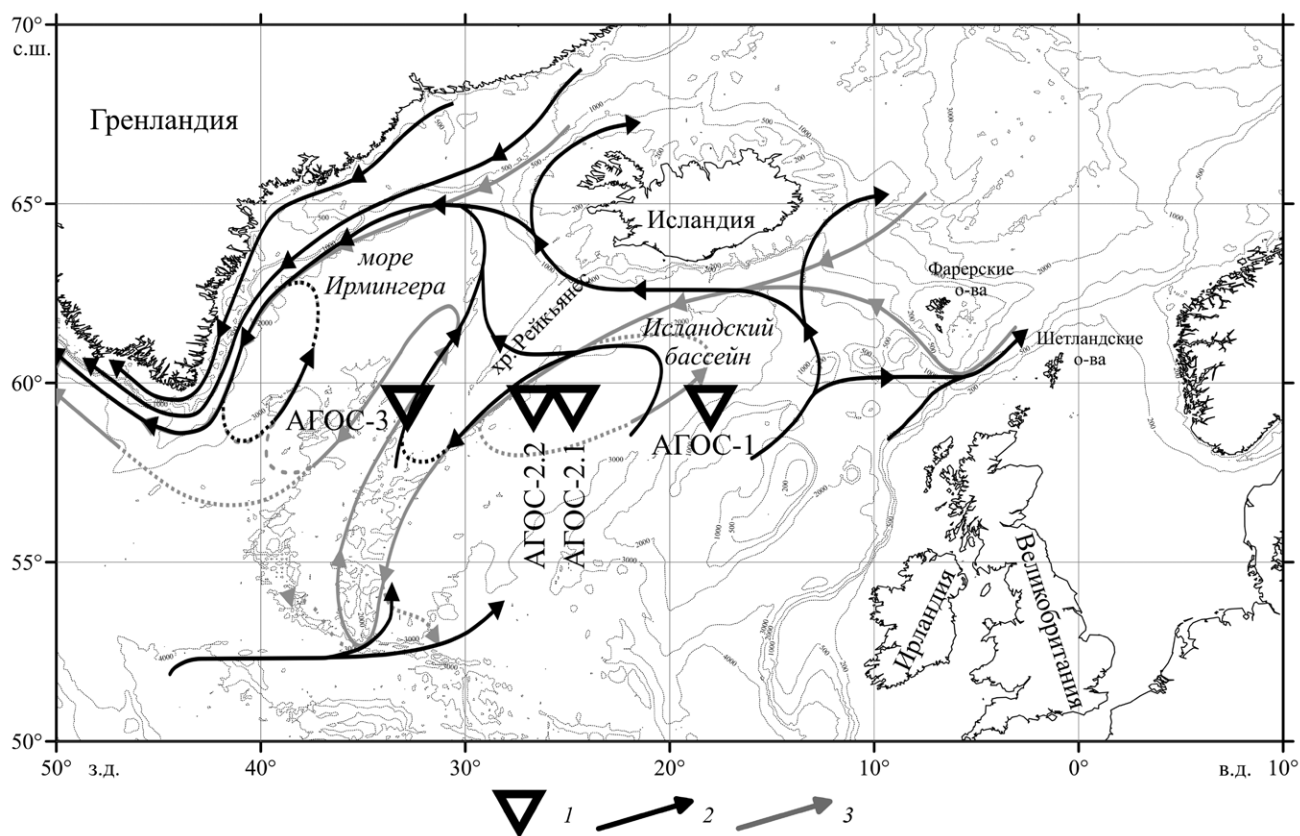 70°
с.ш.
Гренландия
65°
Исландия
море
Ирмингера
хр. Рейкьянес
Фарерские
о-ва
Исландский
бассейн
Шетландские
о-ва
60°
АГОС-3
АГОС-2.2
АГОС-2.1
АГОС-1
55°
Ирландия
Великобритания
50°
50°
з.д.
40°
30°
20°
10°
0°
в.д.
10°
1
2
3